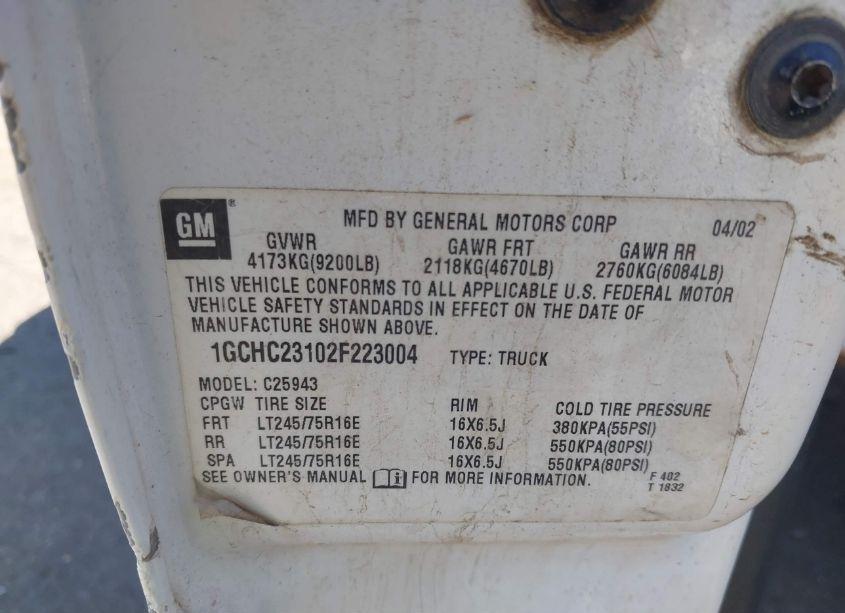 GM ® MFD BY GENERAL MOTORS CORP 04/02
GVWR GAWR FRT GAWR RR
4173KG(9200LB) 2118KG(4670LB) 2760KG(6084LB)
THIS VEHICLE CONFORMS TO ALL APPLICABLE U.S. FEDERAL MOTOR
VEHICLE SAFETY STANDARDS IN EFFECT ON THE DATE OF
MANUFACTURE SHOWN ABOVE.
1GCHC23102F223004 TYPE: TRUCK
MODEL: C25943
CPGW TIRE SIZE RIM COLD TIRE PRESSURE
FRT LT245/75R16E 16X6.5J 380KPA(55PSI)
RR LT245/75R16E 16X6.5J 550KPA(80PSI)
SPA LT245/75R16E 16X6.5J 550KPA(80PSI)
SEE OWNER'S MANUAL FOR MORE INFORMATION.
F 402
T 1832